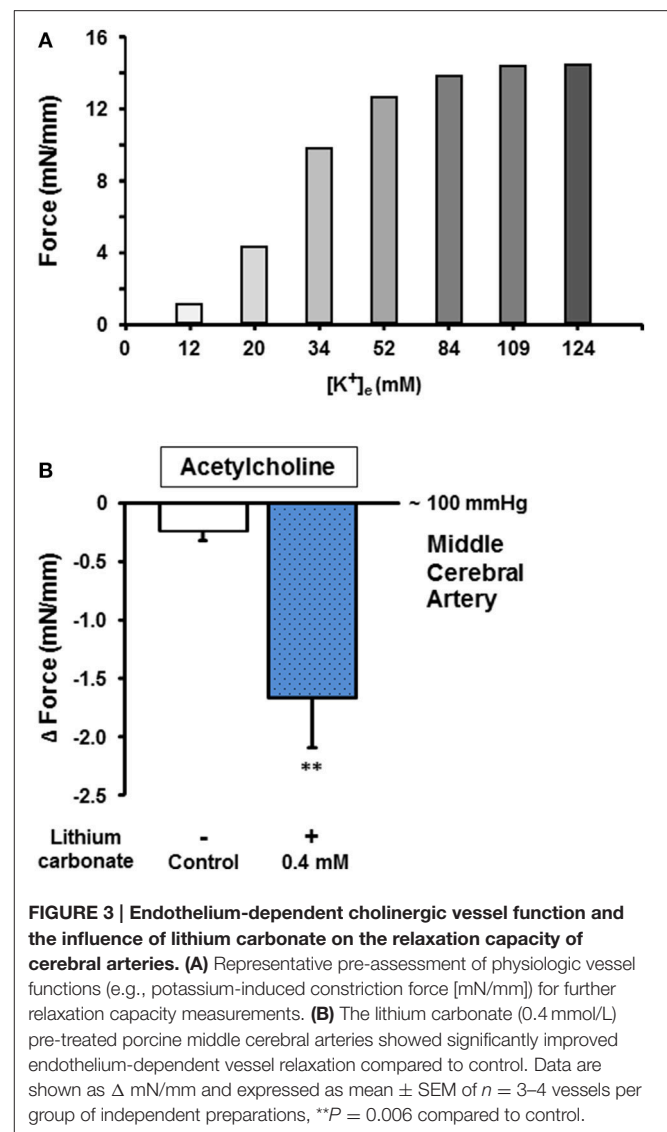 A
16
12
8
4
0
Force (mN/mm)
0 12 20 34 52 84 109 124
[K+]e (mM)
B
Acetylcholine
0
-0.5
-1.0
-1.5
-2.0
-2.5
Δ Force (mN/mm)
~ 100 mmHg
Middle
Cerebral
Artery
**
Lithium - +
carbonate Control 0.4 mM
FIGURE 3 | Endothelium-dependent cholinergic vessel function and
the influence of lithium carbonate on the relaxation capacity of
cerebral arteries. (A) Representative pre-assessment of physiologic vessel
functions (e.g., potassium-induced constriction force [mN/mm]) for further
relaxation capacity measurements. (B) The lithium carbonate (0.4 mmol/L)
pre-treated porcine middle cerebral arteries showed significantly improved
endothelium-dependent vessel relaxation compared to control. Data are
shown as Δ mN/mm and expressed as mean ± SEM of n = 3–4 vessels per
group of independent preparations, **P = 0.006 compared to control.